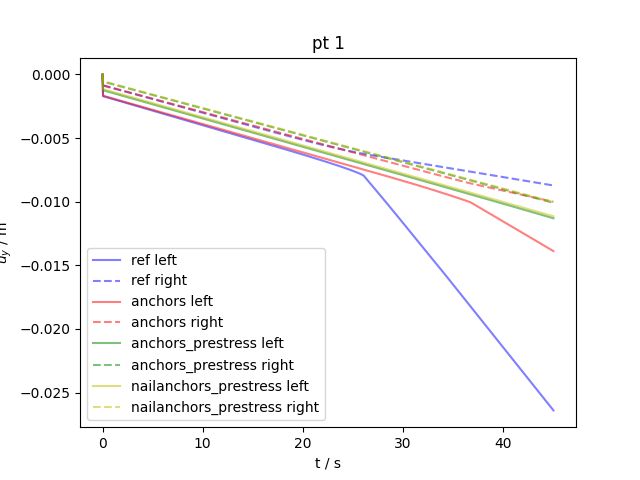 pt 1
0.000
−0.005
−0.010
−0.015
−0.020
−0.025
ref left
ref right
anchors left
anchors right
anchors_prestress left
anchors_prestress right
nailanchors_prestress left
nailanchors_prestress right
0
10
20
30
40
t / s